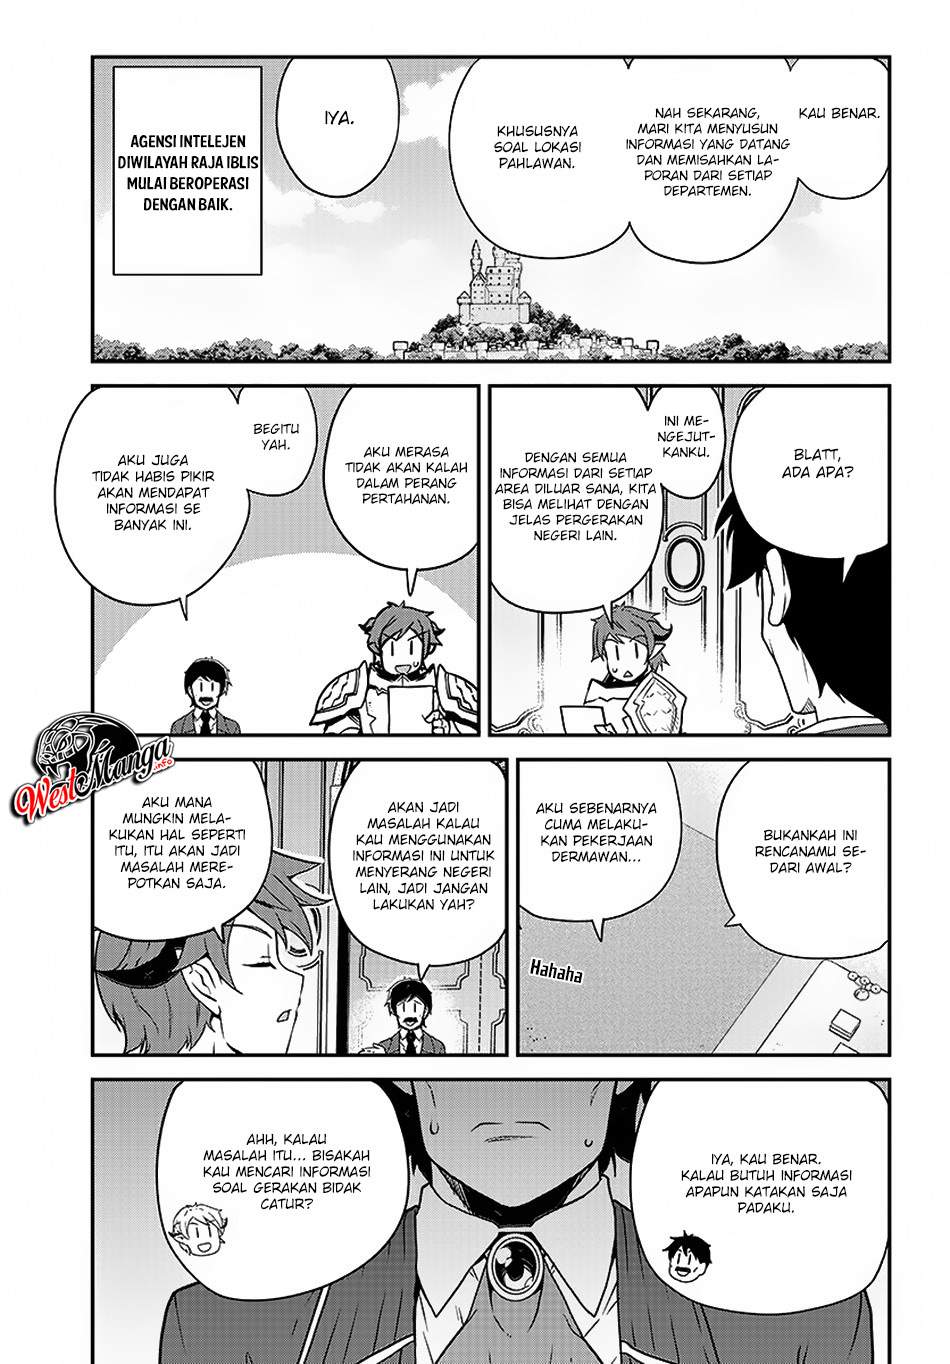 KAU BENAR.
NAH SEKARANG,
MARI KITA MENYUSUN
INFORMASI YANG DATANG
DAN MEMISAHKAN LA-
PORAN DARI SETIAP
DEPARTEMEN.
KHUSUSNYA
SOAL LOKASI
PAHLAWAN.
IYA.
AGENSI INTELEJEN
DIWILAYAH RAJA IBLIS
MULAI BEROPERASI
DENGAN BAIK.
BLATT,
ADA APA?
INI ME-
NGEJUT-
KANKU.
DENGAN SEMUA
INFORMASI DARI SETIAP
AREA DILUAR SANA, KITA
BISA MELIHAT DENGAN
JELAS PERGERAKAN
NEGERI LAIN.
AKU MERASA
TIDAK AKAN KALAH
DALAM PERANG
PERTAHANAN.
BEGITU
YAH.
AKU JUGA
TIDAK HABIS PIKIR
AKAN MENDAPAT
INFORMASI SE
BANYAK INI.
BUKANKAH INI
RENCANAMU SE-
DARI AWAL?
AKU SEBENARNYA
CUMA MELAKU-
KAN PEKERJAAN
DERMAWAN...
Hahaha
AKAN JADI
MASALAH KALAU
KAU MENGGUNAKAN
INFORMASI INI UNTUK
MENYERANG NEGERI
LAIN, JADI JANGAN
LAKUKAN YAH?
AKU MANA
MUNGKIN MELA-
KUKAN HAL SEPERTI
ITU, ITU AKAN JADI
MASALAH MERE-
POTKAN SAJA.
WestManga
.info
IYA, KAU BENAR.
KALAU BUTUH INFORMASI
APAPUN KATAKAN SAJA
PADAKU.
AHH, KALAU
MASALAH ITU... BISAKAH
KAU MENCARI INFORMASI
SOAL GERAKAN BIDAK
CATUR?